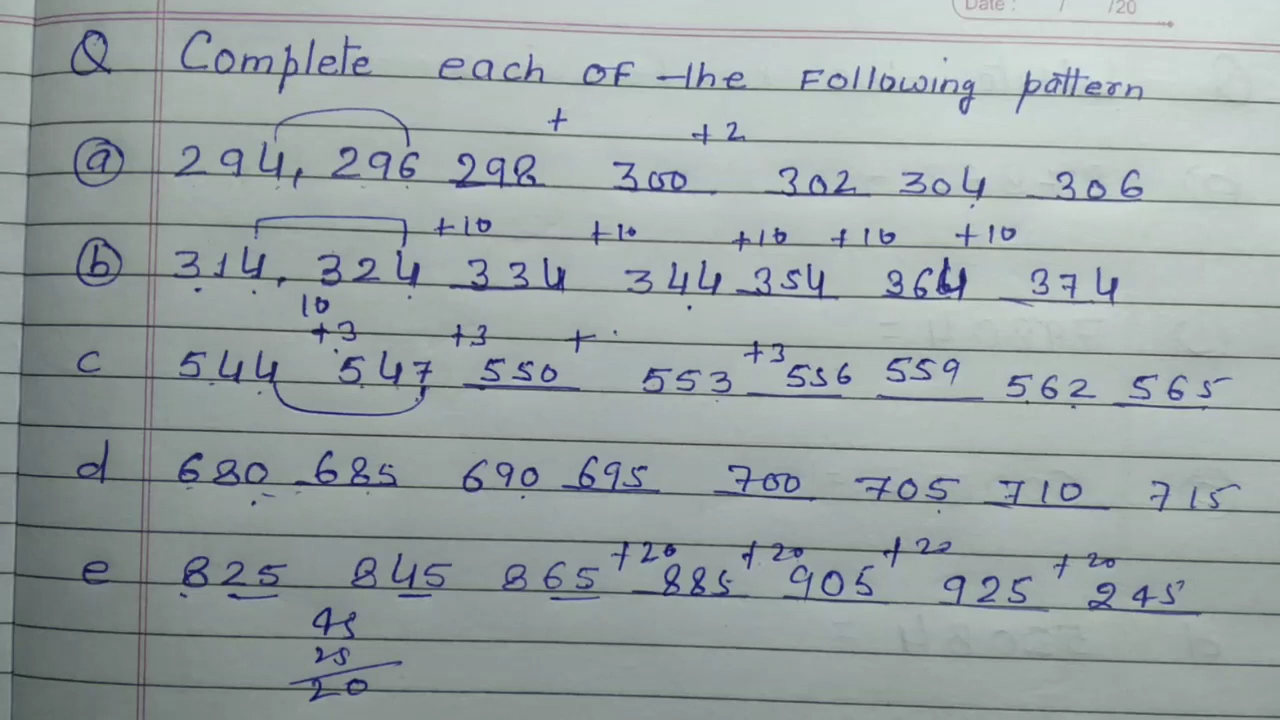 Date : / /20
Q Complete each of the Following pattern
+ +2
(a) 294, 296 298 300 302 304 306
+10 +10 +10 +10 +10
(b) 314, 324 334 344 354 364 374
10
+3 +3 + +3
c 544 547 550 553 556 559 562 565
d 680 685 690 695 700 705 710 715
+20 +20 +20 +20
e 825 845 865 885 905 925 245
45
25
20